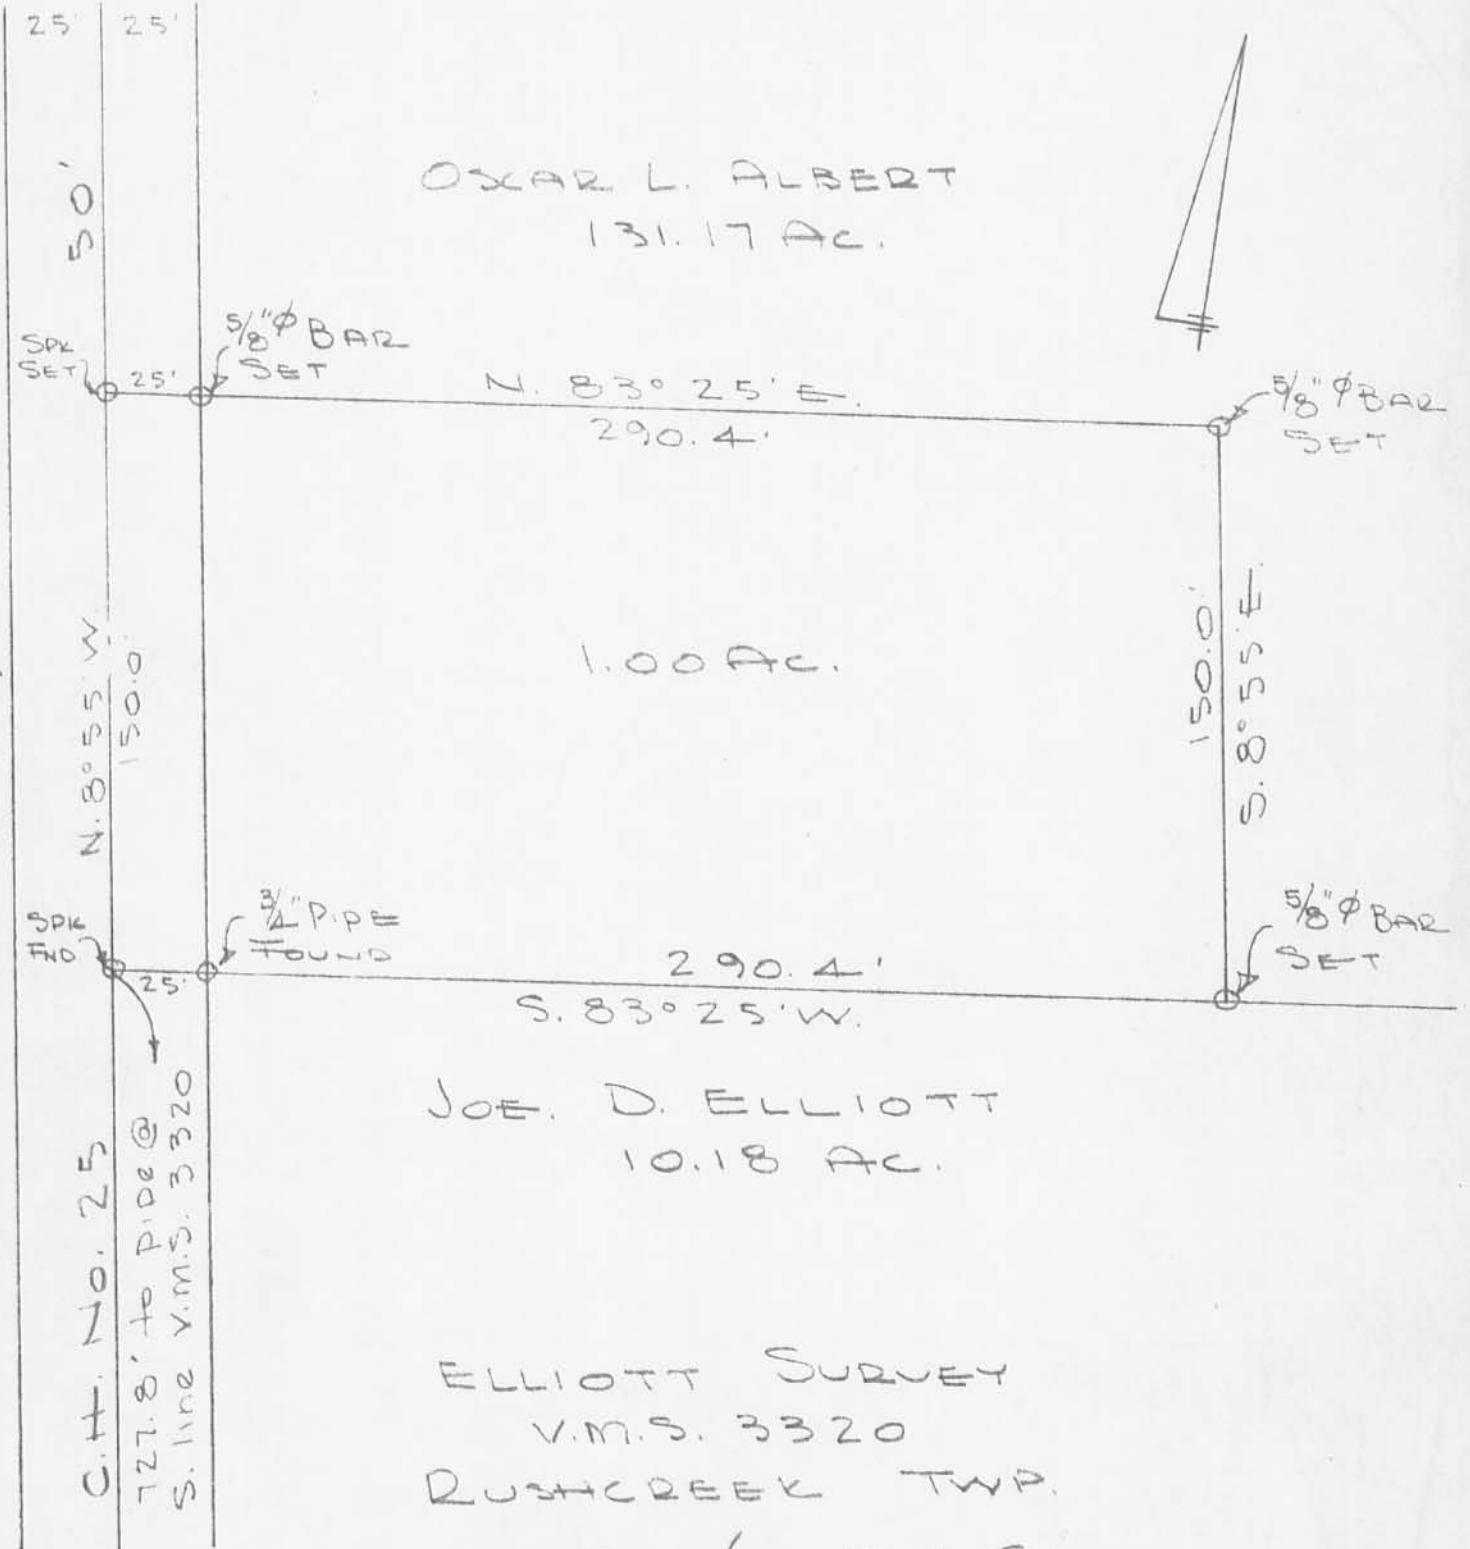 25' 25'
50'
OSCAR L. ALBERT
131.17 AC.
SPK
SET
25'
5/8"ϕ BAR
SET
N. 83° 25' E.
290.4'
5/8"ϕ BAR
SET
N. 8° 55' W
150.0'
1.00 AC.
150.0'
S. 8° 55' E.
SPK
FND
25'
3/4" PIPE
FOUND
290.4'
S. 83° 25' W.
5/8"ϕ BAR
SET
JOE. D. ELLIOTT
10.18 AC.
C.H. No. 25
727.8' to pipe @
S. line V.M.S. 3320
ELLIOTT SURVEY
V.M.S. 3320
RUSHCREEK TWP.